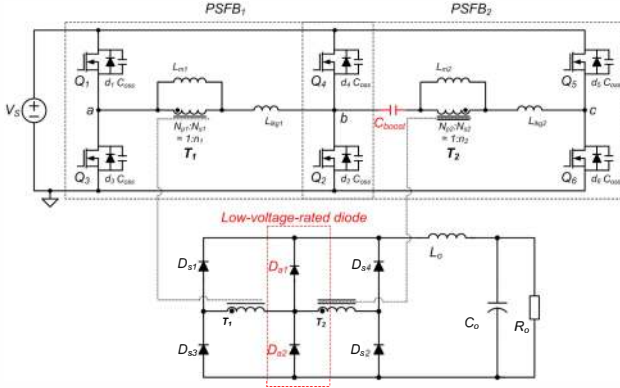 PSFB1
PSFB2
Q1
d1 Coss
Q4
d4 Coss
Q5
d5 Coss
Lm1
Lm2
VS
a
Np1:Ns1
= 1:n1
T1
Llkg1
b
Cboost
Np2:Ns2
= 1:n2
T2
Llkg2
c
Q3
d3 Coss
Q2
d2 Coss
Q6
d6 Coss
Low-voltage-rated diode
Ds1
Da1
Ds4
Lo
T1
T2
Co
Ro
Ds3
Da2
Ds2